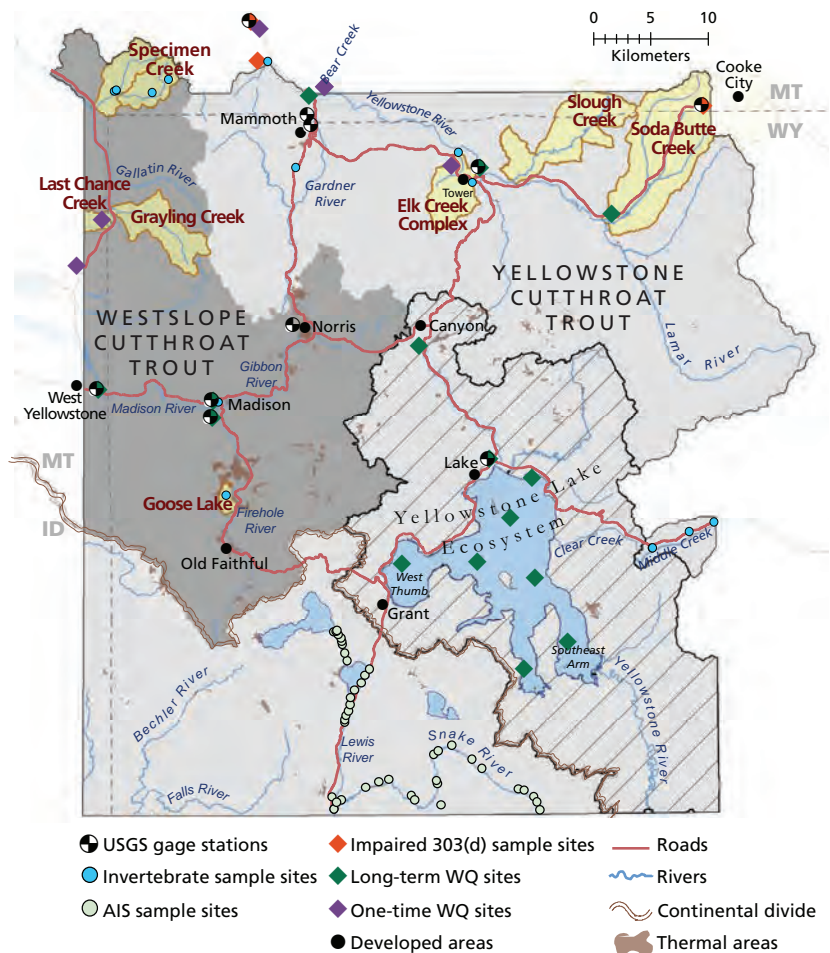 0 5 10
Kilometers
Specimen
Creek
Bear Creek
Cooke
City
MT
WY
Mammoth
Yellowstone River
Slough
Creek
Soda Butte
Creek
Gallatin River
Last Chance
Creek
Grayling Creek
Gardner
River
Tower
Elk Creek
Complex
YELLOWSTONE
CUTTHROAT
TROUT
WESTSLOPE
CUTTHROAT
TROUT
Norris
Canyon
Lamar River
Gibbon
River
West
Yellowstone
Madison River
Madison
MT
ID
Lake
Goose Lake
Firehole
River
Yellowstone Lake
Ecosystem
Clear Creek
Middle Creek
Old Faithful
West
Thumb
Grant
Southeast
Arm
Bechler River
Yellowstone River
Lewis
River
Snake River
Falls River
USGS gage stations
Invertebrate sample sites
AIS sample sites
Impaired 303(d) sample sites
Long-term WQ sites
One-time WQ sites
Developed areas
Roads
Rivers
Continental divide
Thermal areas